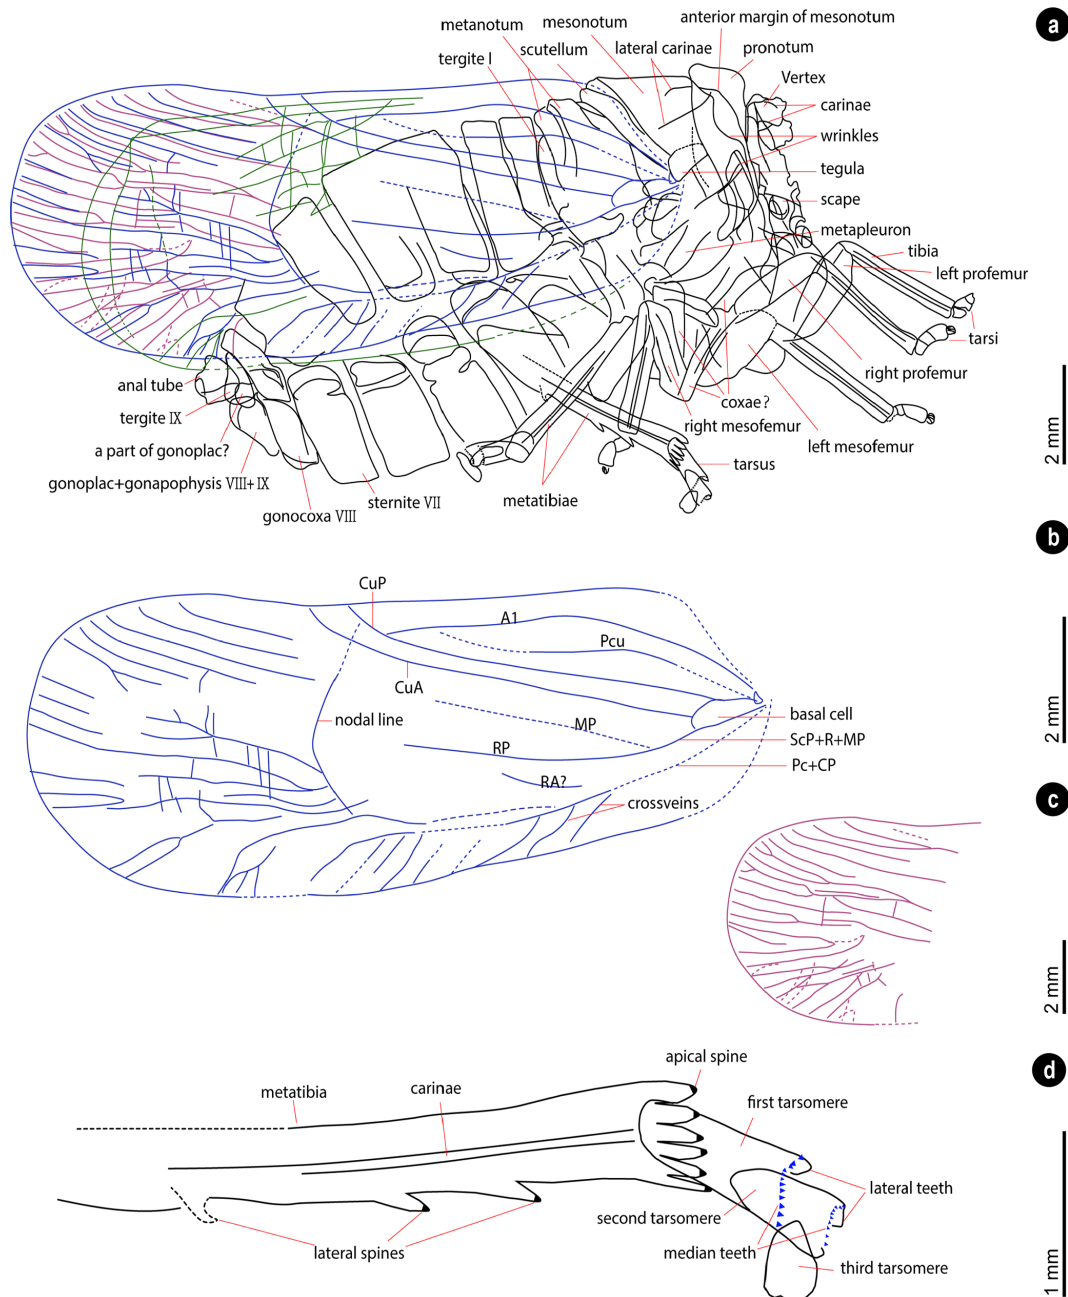 a
anterior margin of mesonotum
mesonotum
metanotum
lateral carinae
pronotum
scutellum
tergite I
Vertex
carinae
wrinkles
tegula
scape
metapleuron
tibia
left profemur
tarsi
right profemur
anal tube
coxae?
tergite IX
right mesofemur
left mesofemur
a part of gonoplac?
tarsus
gonoplac+gonapophysis VIII+IX
sternite VII
metatibiae
gonocoxa VIII
2 mm
b
CuP
A1
Pcu
CuA
nodal line
MP
basal cell
RP
ScP+R+MP
Pc+CP
RA?
crossveins
2 mm
c
2 mm
d
apical spine
metatibia
carinae
first tarsomere
lateral teeth
second tarsomere
lateral spines
median teeth
third tarsomere
1 mm